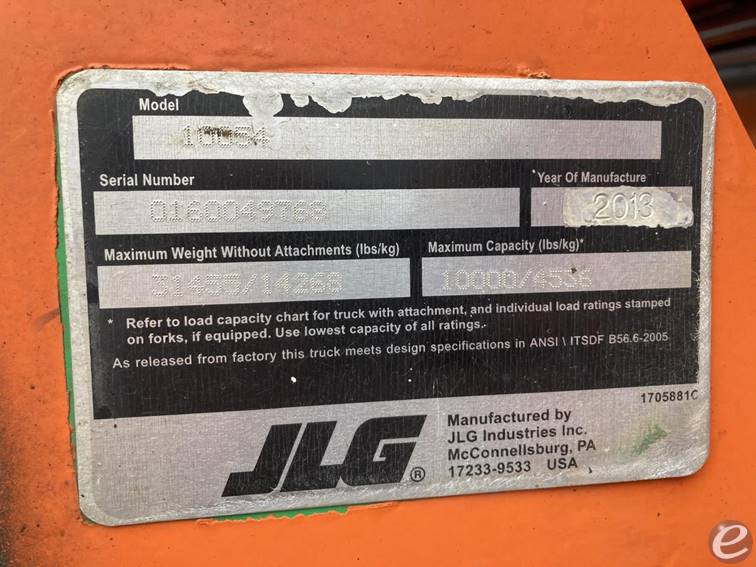 Model
10054
Serial Number
Year Of Manufacture
0160049768
2013
Maximum Weight Without Attachments (lbs/kg)
Maximum Capacity (lbs/kg)*
31455/14268
10000/4536
* Refer to load capacity chart for truck with attachment, and individual load ratings stamped
on forks, if equipped. Use lowest capacity of all ratings.
As released from factory this truck meets design specifications in ANSI \ ITSDF B56.6-2005
1705881C
JLG®
Manufactured by
JLG Industries Inc.
McConnellsburg, PA
17233-9533 USA
e